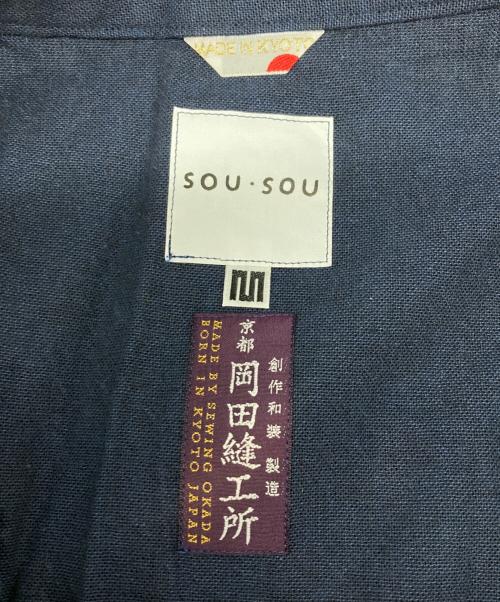 MADE IN KYOTO
SOU・SOU
創作和装 製造
京都
岡田縫工所
MADE BY SEWING OKADA
BORN IN KYOTO JAPAN